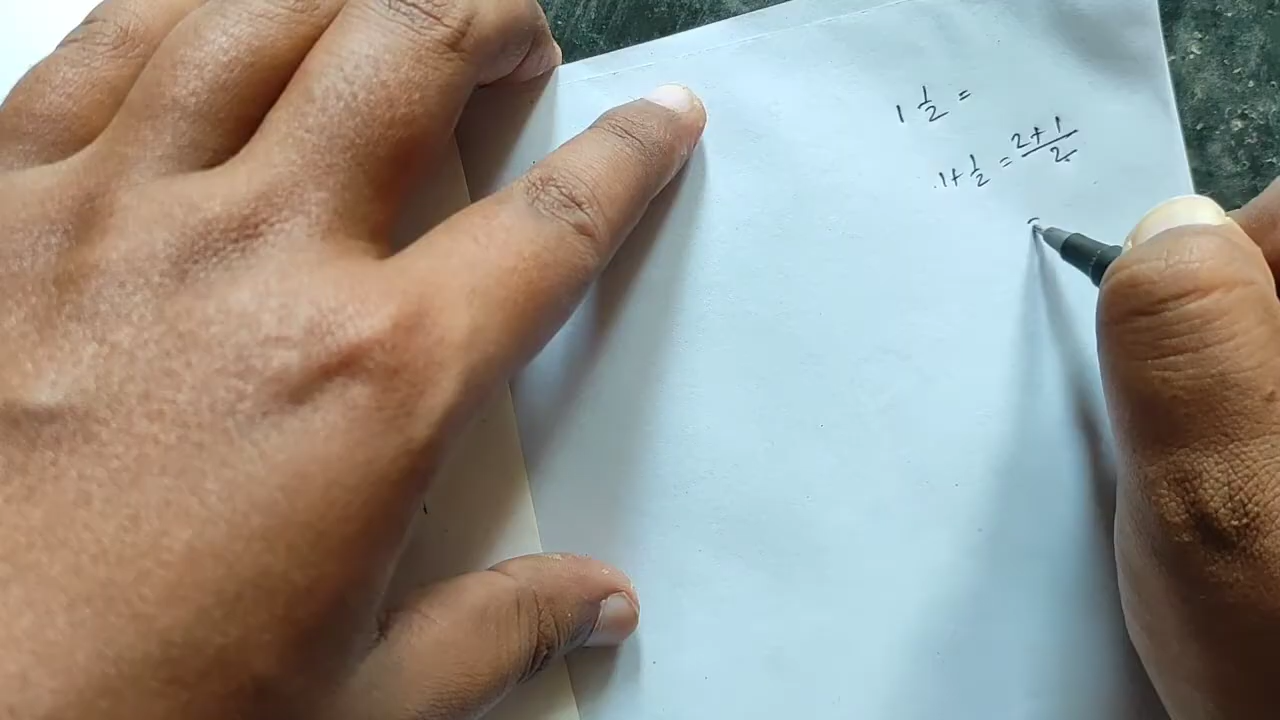 1 1/2 =
1+ 1/2 = 2+1/2